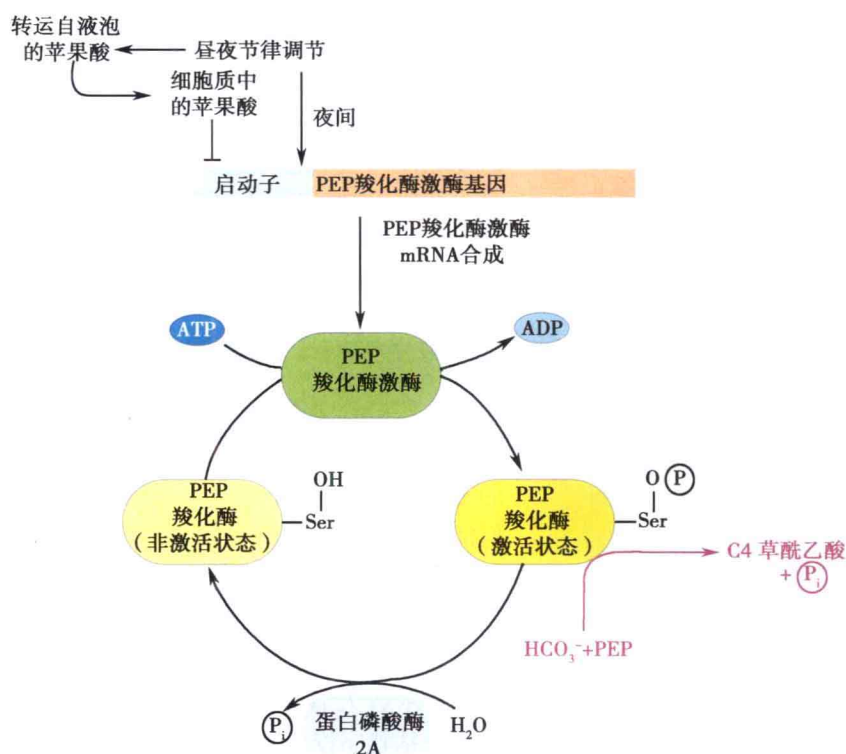 转运自液泡
的苹果酸
昼夜节律调节
细胞质中
的苹果酸
夜间
启动子
PEP羧化酶激酶基因
PEP羧化酶激酶
mRNA合成
ATP
ADP
PEP
羧化酶激酶
PEP
羧化酶
(非激活状态)
OH
Ser
PEP
羧化酶
(激活状态)
O P
Ser
C4 草酰乙酸
+ Pi
HCO3-+PEP
Pi
蛋白磷酸酶
2A
H2O